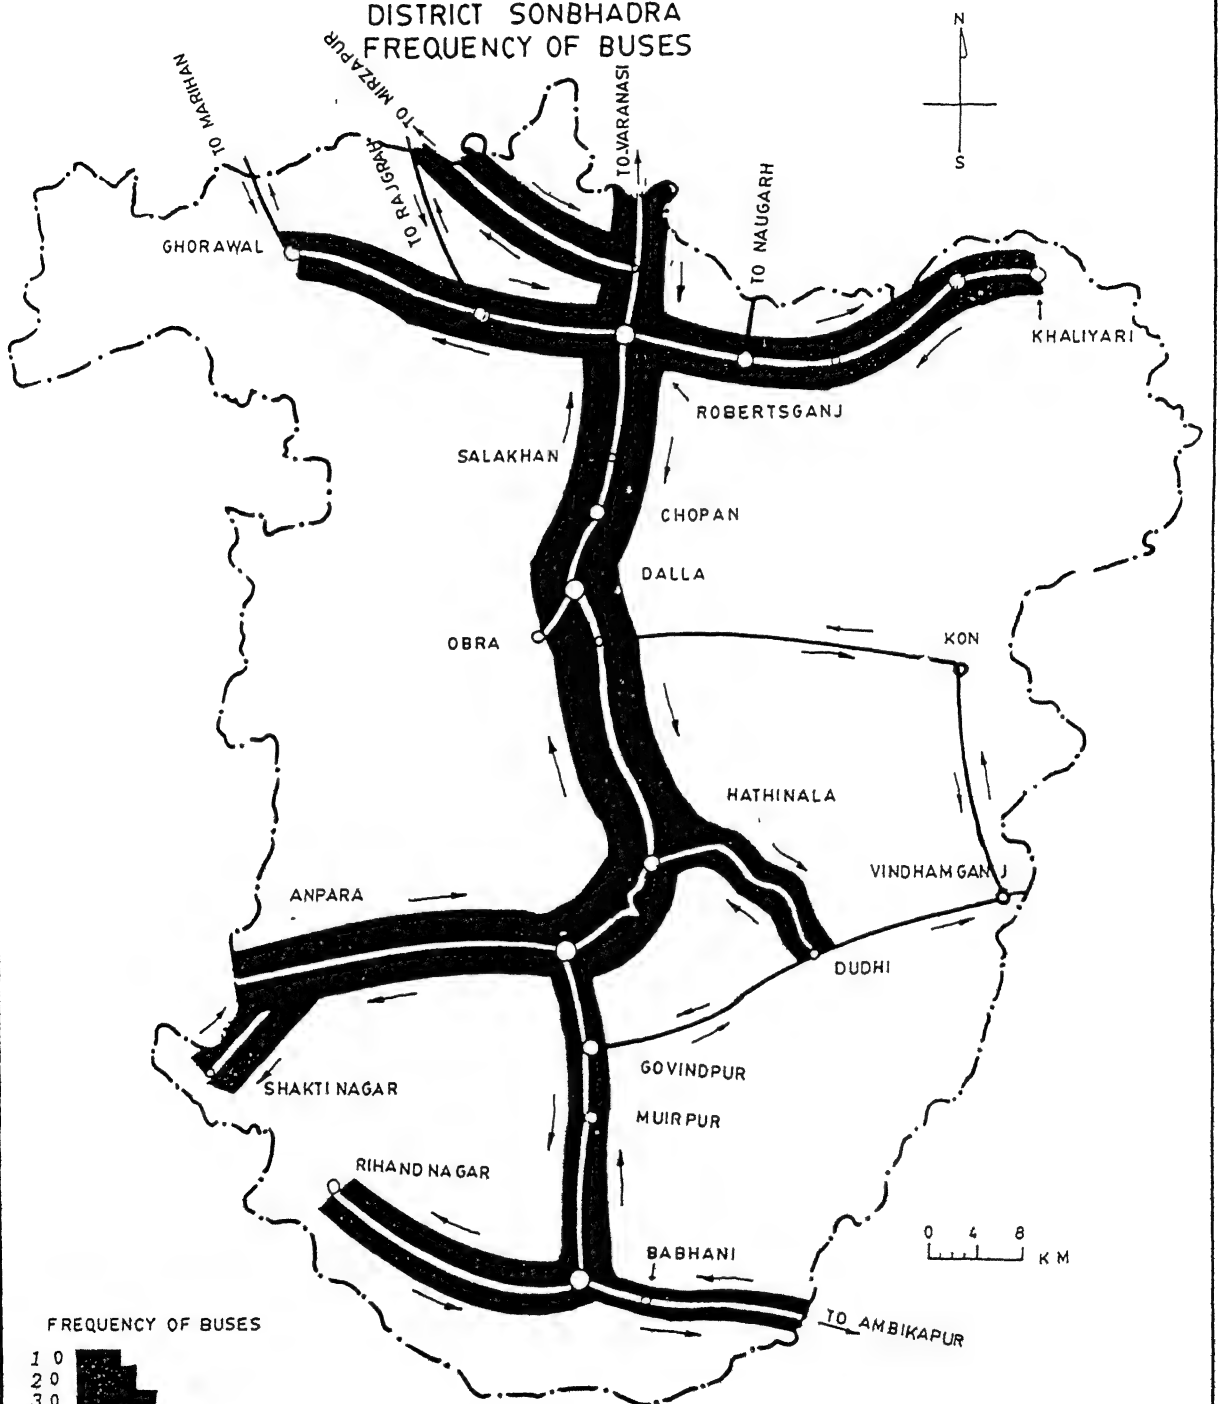 DISTRICT SONBHADRA
FREQUENCY OF BUSES
N
S
TO MARIHAN
TO MIRZAPUR
TO RAJGRAH
TO VARANASI
TO NAUGARH
GHORAWAL
KHALIYARI
ROBERTSGANJ
SALAKHAN
CHOPAN
DALLA
OBRA
KON
HATHINALA
VINDHAMGANJ
ANPARA
DUDHI
GOVINDPUR
SHAKTI NAGAR
MUIRPUR
RIHAND NAGAR
BABHANI
0 4 8
KM
TO AMBIKAPUR
FREQUENCY OF BUSES
10
20
30